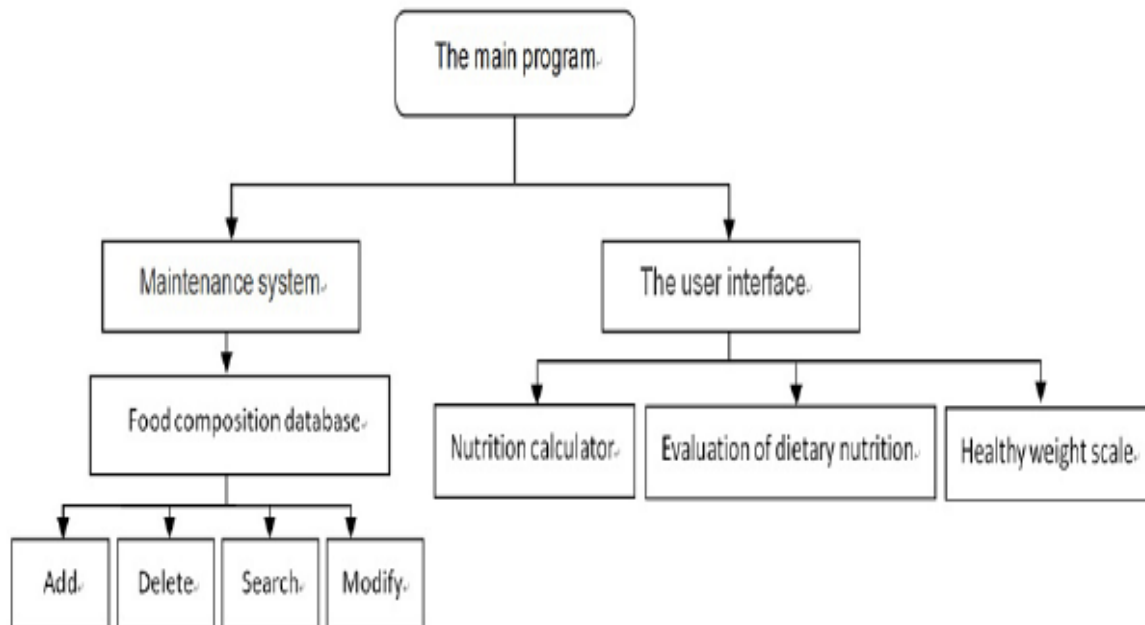 The main program
Maintenance system
The user interface
Food composition database
Nutrition calculator
Evaluation of dietary nutrition
Healthy weight scale
Add
Delete
Search
Modify